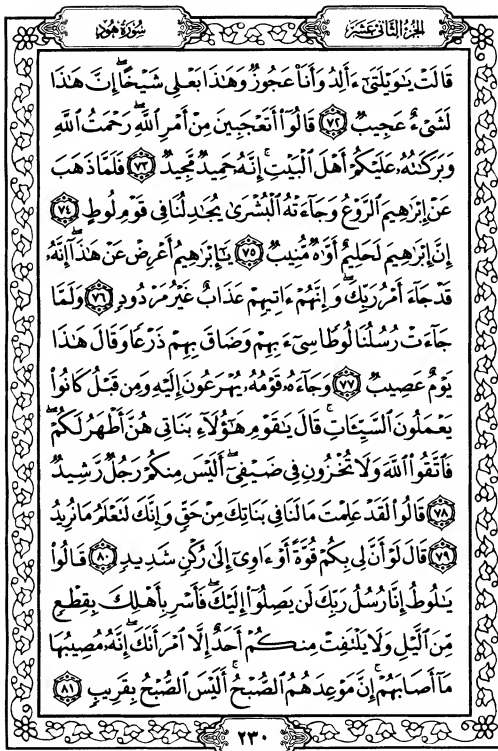 الجزء الثاني عشر
سورة هود
قَالَتْ يَـٰوَيْلَتَىٰٓ ءَأَلِدُ وَأَنَا۠ عَجُوزٌ وَهَـٰذَا بَعْلِى شَيْخًا ۖ إِنَّ هَـٰذَا
لَشَىْءٌ عَجِيبٌ ٧٢ قَالُوٓا۟ أَتَعْجَبِينَ مِنْ أَمْرِ ٱللَّهِ ۖ رَحْمَتُ ٱللَّهِ
وَبَرَكَـٰتُهُۥ عَلَيْكُمْ أَهْلَ ٱلْبَيْتِ ۚ إِنَّهُۥ حَمِيدٌ مَّجِيدٌ ٧٣ فَلَمَّا ذَهَبَ
عَنْ إِبْرَٰهِيمَ ٱلرَّوْعُ وَجَآءَتْهُ ٱلْبُشْرَىٰ يُجَـٰدِلُنَا فِى قَوْمِ لُوطٍ ٧٤
إِنَّ إِبْرَٰهِيمَ لَحَلِيمٌ أَوَّٰهٌ مُّنِيبٌ ٧٥ يَـٰٓإِبْرَٰهِيمُ أَعْرِضْ عَنْ هَـٰذَآ ۖ إِنَّهُۥ
قَدْ جَآءَ أَمْرُ رَبِّكَ ۖ وَإِنَّهُمْ ءَاتِيهِمْ عَذَابٌ غَيْرُ مَرْدُودٍ ٧٦ وَلَمَّا
جَآءَتْ رُسُلُنَا لُوطًا سِىٓءَ بِهِمْ وَضَاقَ بِهِمْ ذَرْعًا وَقَالَ هَـٰذَا
يَوْمٌ عَصِيبٌ ٧٧ وَجَآءَهُۥ قَوْمُهُۥ يُهْرَعُونَ إِلَيْهِ وَمِن قَبْلُ كَانُوا۟
يَعْمَلُونَ ٱلسَّيِّـَٔاتِ ۚ قَالَ يَـٰقَوْمِ هَـٰٓؤُلَآءِ بَنَاتِى هُنَّ أَطْهَرُ لَكُمْ ۖ
فَٱتَّقُوا۟ ٱللَّهَ وَلَا تُخْزُونِ فِى ضَيْفِىٓ ۖ أَلَيْسَ مِنكُمْ رَجُلٌ رَّشِيدٌ
٧٨ قَالُوا۟ لَقَدْ عَلِمْتَ مَا لَنَا فِى بَنَاتِكَ مِنْ حَقٍّ وَإِنَّكَ لَتَعْلَمُ مَا نُرِيدُ
٧٩ قَالَ لَوْ أَنَّ لِى بِكُمْ قُوَّةً أَوْ ءَاوِىٓ إِلَىٰ رُكْنٍ شَدِيدٍ ٨٠ قَالُوا۟
يَـٰلُوطُ إِنَّا رُسُلُ رَبِّكَ لَن يَصِلُوٓا۟ إِلَيْكَ ۖ فَأَسْرِ بِأَهْلِكَ بِقِطْعٍ
مِّنَ ٱلَّيْلِ وَلَا يَلْتَفِتْ مِنكُمْ أَحَدٌ إِلَّا ٱمْرَأَتَكَ ۖ إِنَّهُۥ مُصِيبُهَا
مَآ أَصَابَهُمْ ۚ إِنَّ مَوْعِدَهُمُ ٱلصُّبْحُ ۚ أَلَيْسَ ٱلصُّبْحُ بِقَرِيبٍ ٨١
٢٣٠